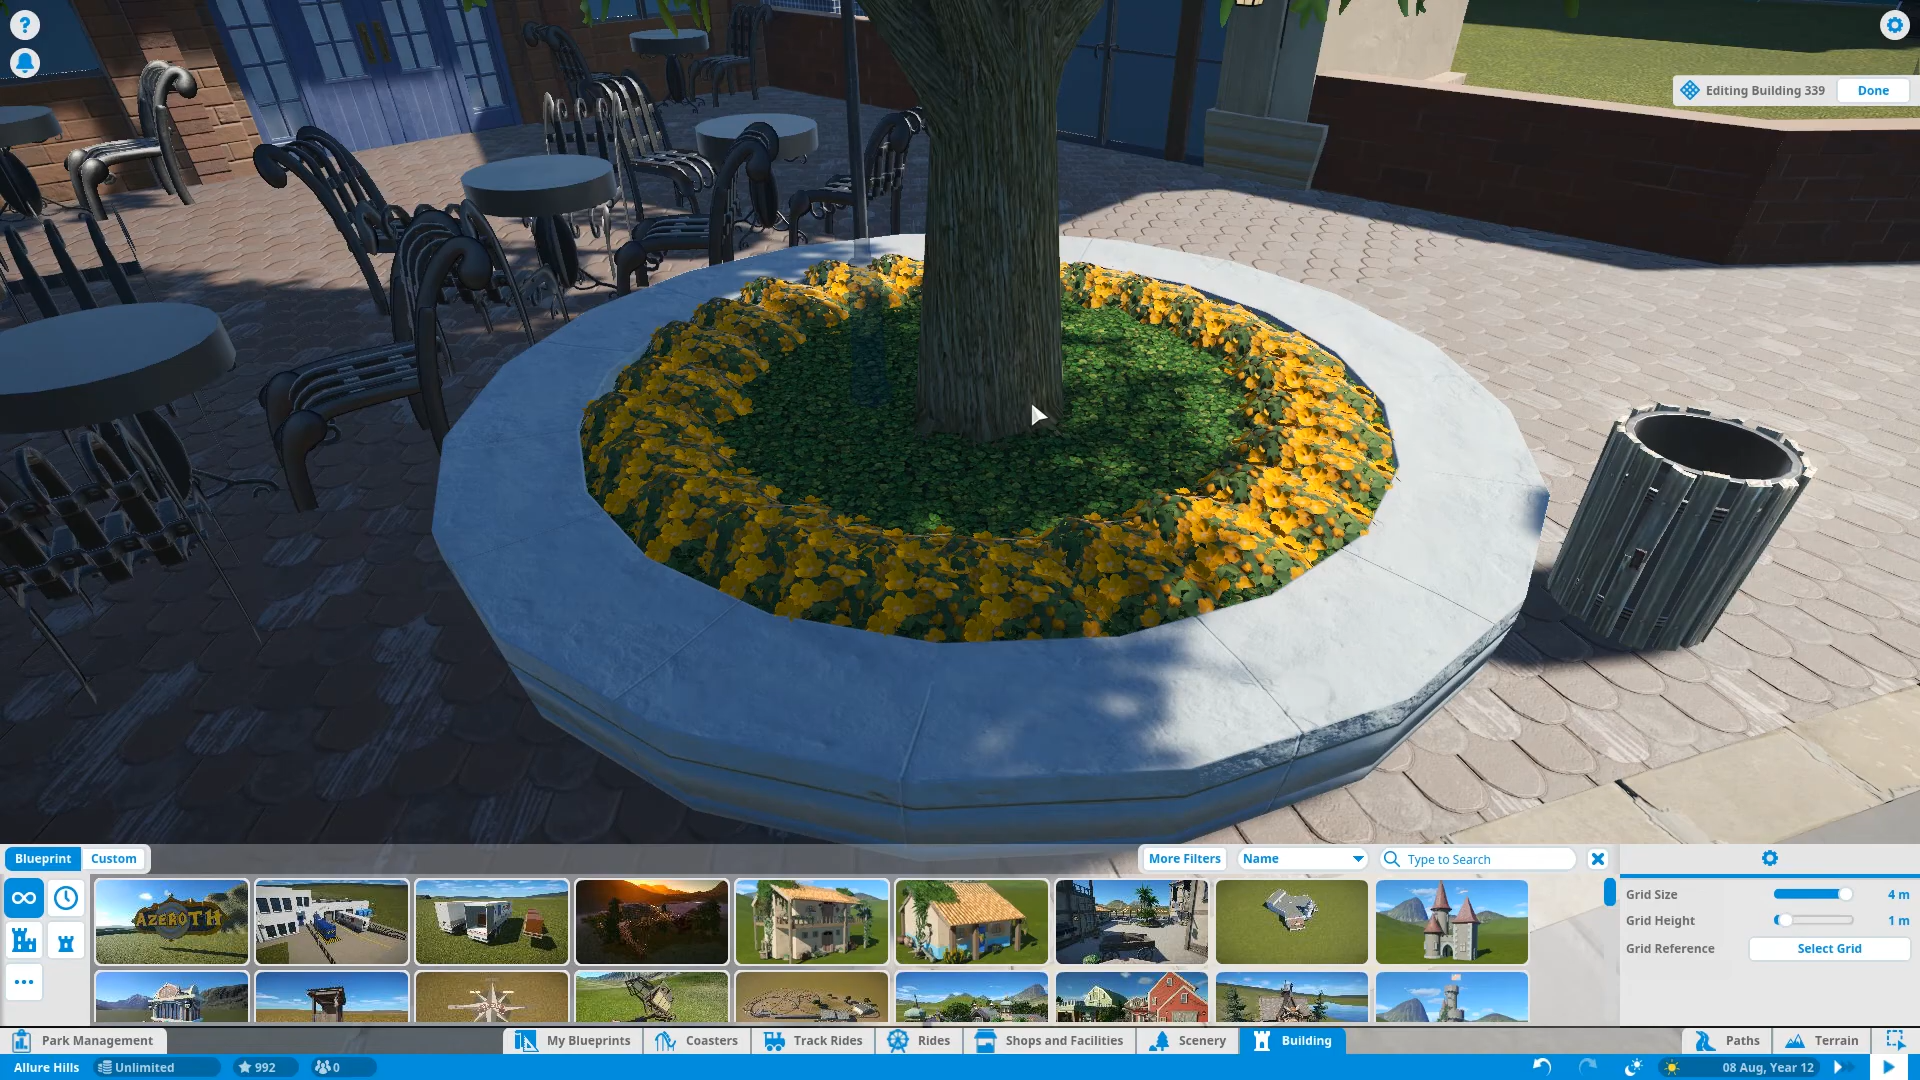 ?
Editing Building 339
Done
Blueprint
Custom
More Filters
Name
Type to Search
AZEROTH
Grid Size
4 m
Grid Height
1 m
Grid Reference
Select Grid
Park Management
My Blueprints
Coasters
Track Rides
Rides
Shops and Facilities
Scenery
Building
Paths
Terrain
Allure Hills
Unlimited
992
0
08 Aug, Year 12